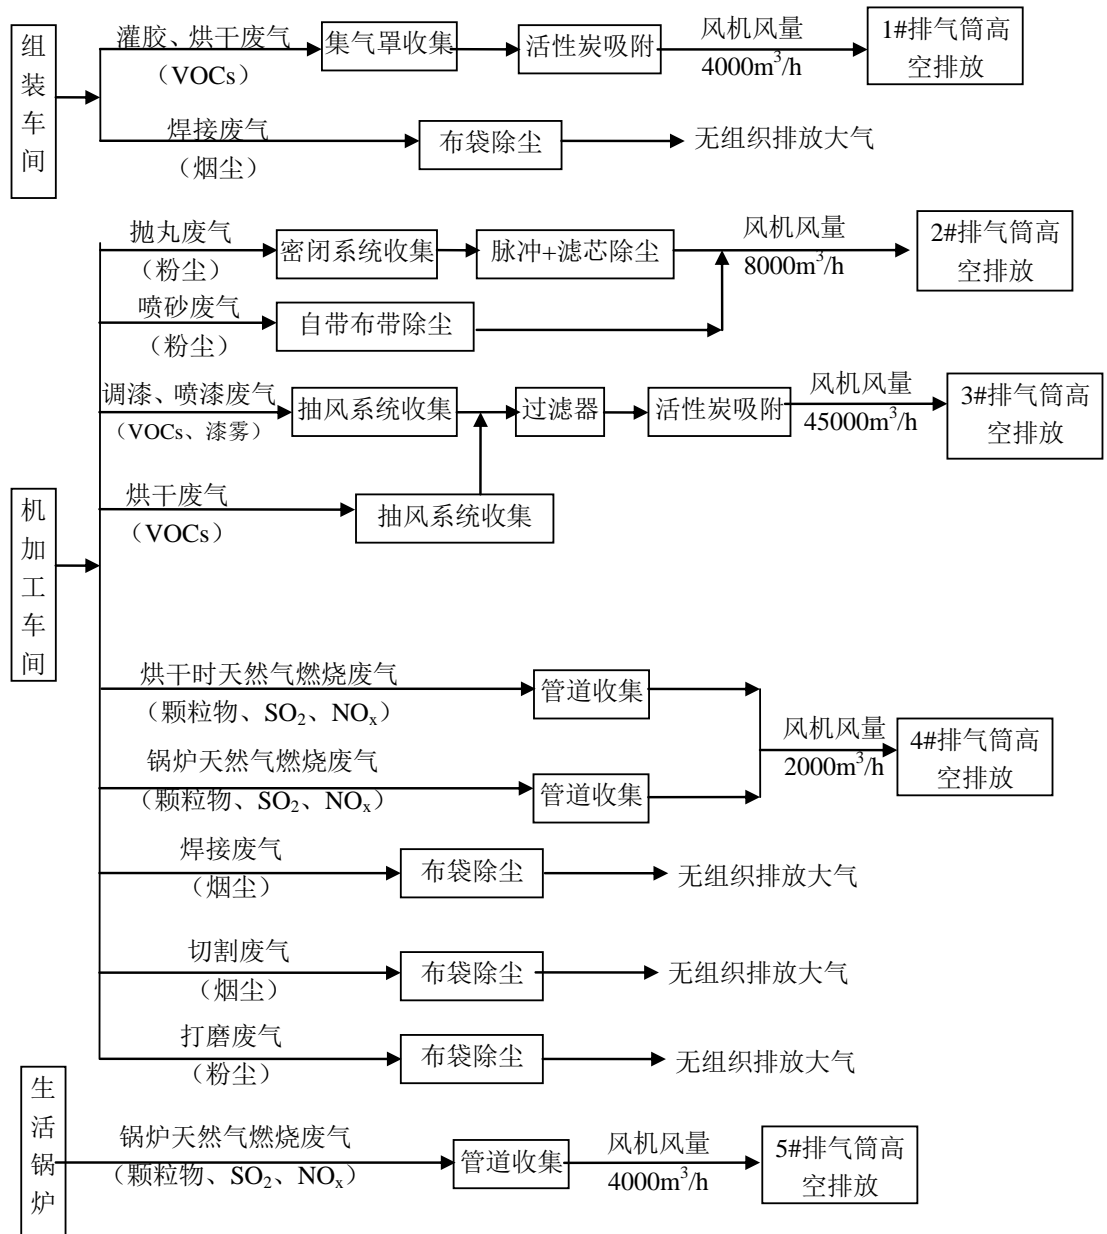 组装车间
灌胶、烘干废气
（VOCs）
集气罩收集
活性炭吸附
风机风量
4000m³/h
1#排气筒高
空排放
焊接废气
（烟尘）
布袋除尘
无组织排放大气
机加工车间
抛丸废气
（粉尘）
密闭系统收集
脉冲+滤芯除尘
风机风量
8000m³/h
2#排气筒高
空排放
喷砂废气
（粉尘）
自带布带除尘
调漆、喷漆废气
（VOCs、漆雾）
抽风系统收集
过滤器
活性炭吸附
风机风量
45000m³/h
3#排气筒高
空排放
烘干废气
（VOCs）
抽风系统收集
烘干时天然气燃烧废气
（颗粒物、SO₂、NOₓ）
管道收集
锅炉天然气燃烧废气
（颗粒物、SO₂、NOₓ）
管道收集
风机风量
2000m³/h
4#排气筒高
空排放
焊接废气
（烟尘）
布袋除尘
无组织排放大气
切割废气
（烟尘）
布袋除尘
无组织排放大气
打磨废气
（粉尘）
布袋除尘
无组织排放大气
生活锅炉
锅炉天然气燃烧废气
（颗粒物、SO₂、NOₓ）
管道收集
风机风量
4000m³/h
5#排气筒高
空排放